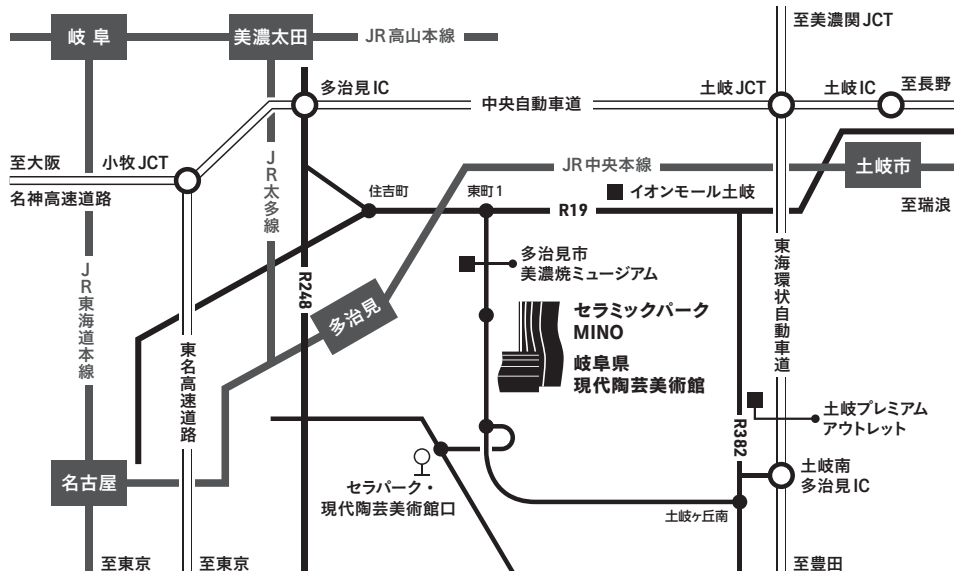 至美濃関JCT
岐阜
美濃太田
JR高山本線
多治見IC
中央自動車道
土岐JCT
土岐IC
至長野
至大阪
小牧JCT
名神高速道路
JR太多線
JR中央本線
土岐市
住吉町
東町1
R19
イオンモール土岐
至瑞浪
多治見市
美濃焼ミュージアム
東海環状自動車道
JR東海道本線
R248
多治見
セラミックパーク
MINO
岐阜県
現代陶芸美術館
東名高速道路
R382
土岐プレミアム
アウトレット
名古屋
セラパーク・
現代陶芸美術館口
土岐南
多治見IC
土岐ヶ丘南
至東京
至東京
至豊田